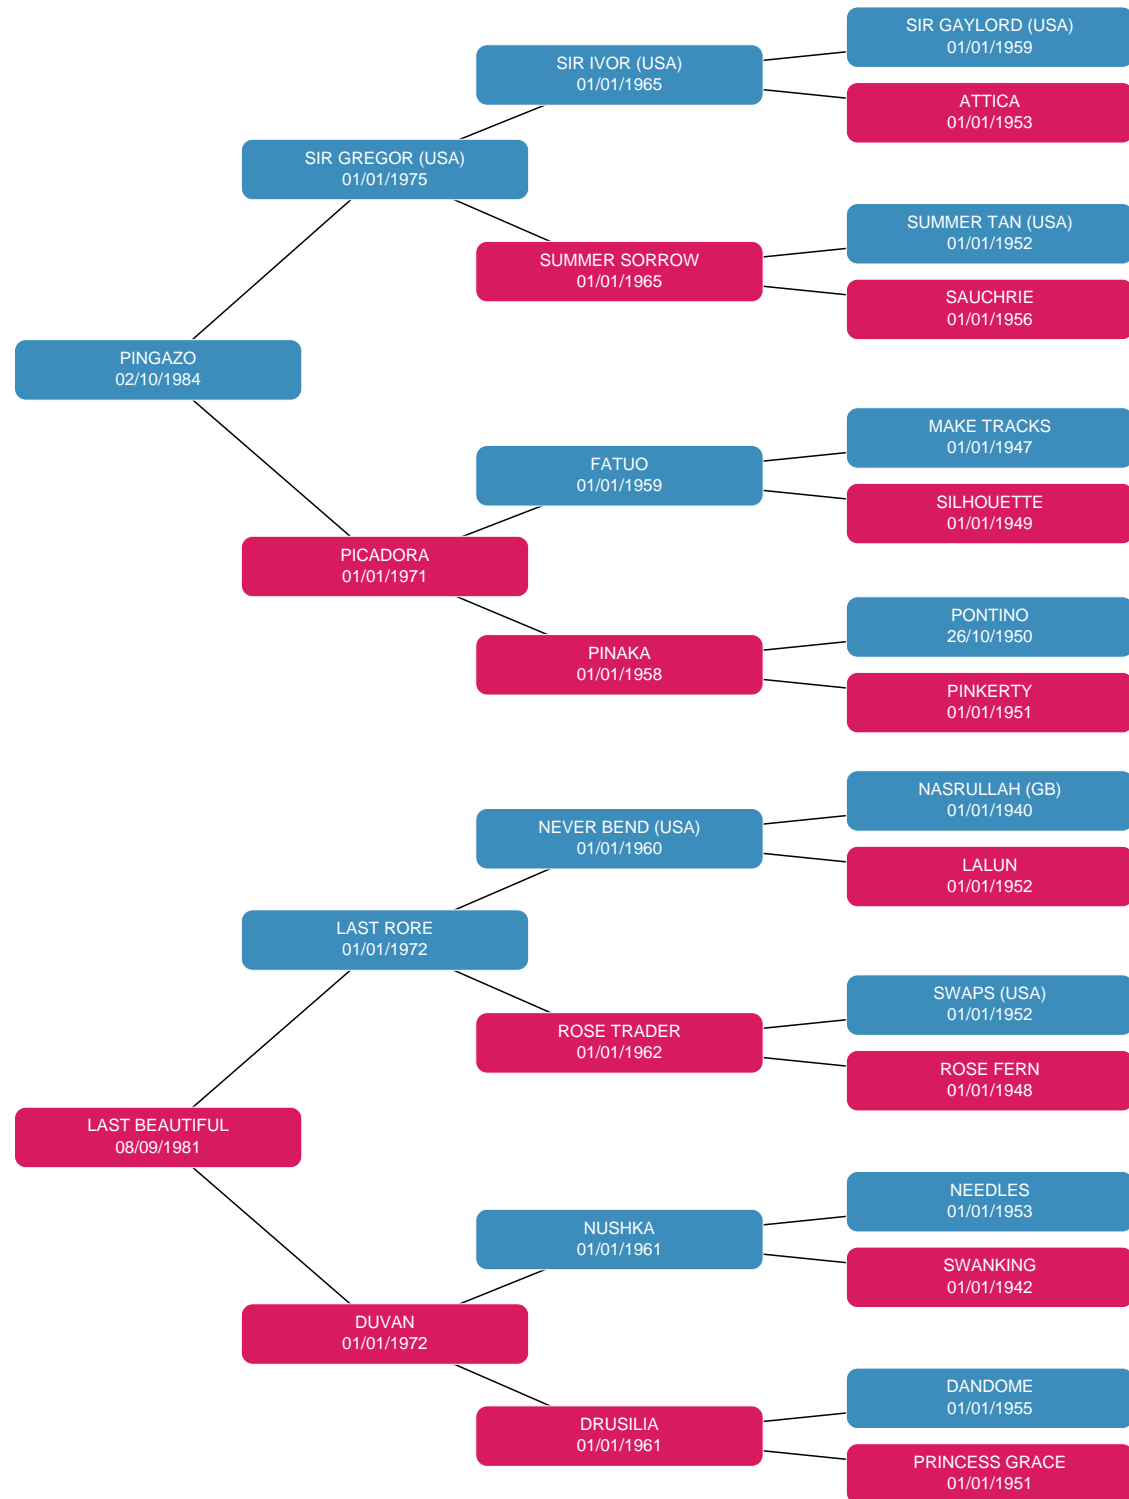 SIR GAYLORD (USA)
01/01/1959
SIR IVOR (USA)
01/01/1965
ATTICA
01/01/1953
SIR GREGOR (USA)
01/01/1975
SUMMER TAN (USA)
01/01/1952
SUMMER SORROW
01/01/1965
SAUCHRIE
01/01/1956
PINGAZO
02/10/1984
MAKE TRACKS
01/01/1947
FATUO
01/01/1959
SILHOUETTE
01/01/1949
PICADORA
01/01/1971
PONTINO
26/10/1950
PINAKA
01/01/1958
PINKERTY
01/01/1951
NASRULLAH (GB)
01/01/1940
NEVER BEND (USA)
01/01/1960
LALUN
01/01/1952
LAST RORE
01/01/1972
SWAPS (USA)
01/01/1952
ROSE TRADER
01/01/1962
ROSE FERN
01/01/1948
LAST BEAUTIFUL
08/09/1981
NEEDLES
01/01/1953
NUSHKA
01/01/1961
SWANKING
01/01/1942
DUVAN
01/01/1972
DANDOME
01/01/1955
DRUSILIA
01/01/1961
PRINCESS GRACE
01/01/1951